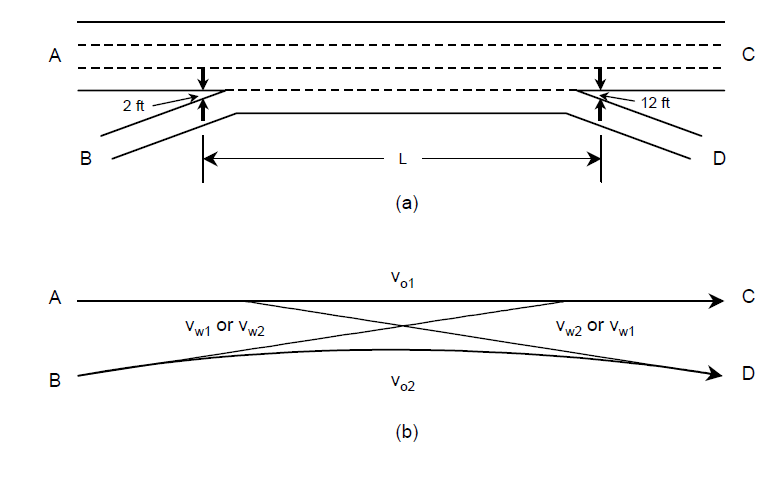 A
C
2 ft
12 ft
B
L
D
(a)
v_o1
A
C
v_w1 or v_w2
v_w2 or v_w1
B
D
v_o2
(b)